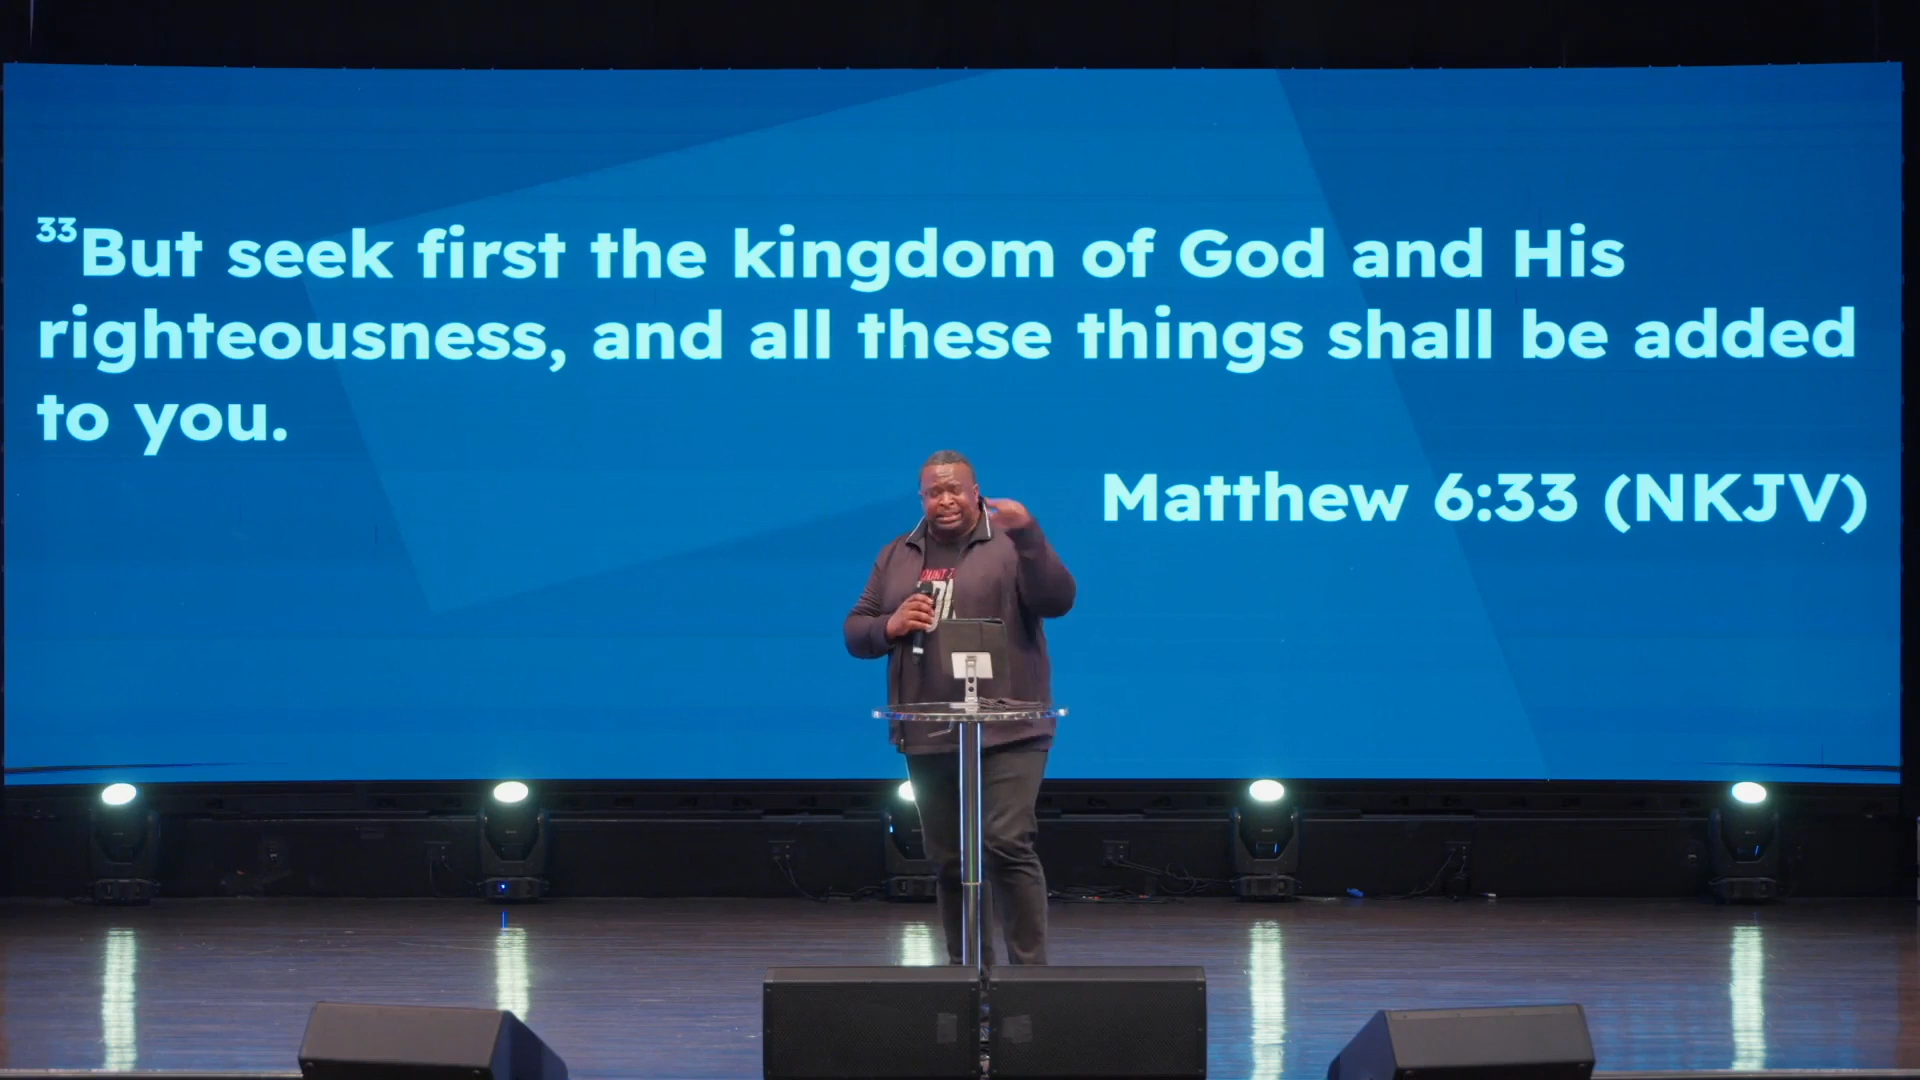 ³³But seek first the kingdom of God and His
righteousness, and all these things shall be added
to you.
Matthew 6:33 (NKJV)